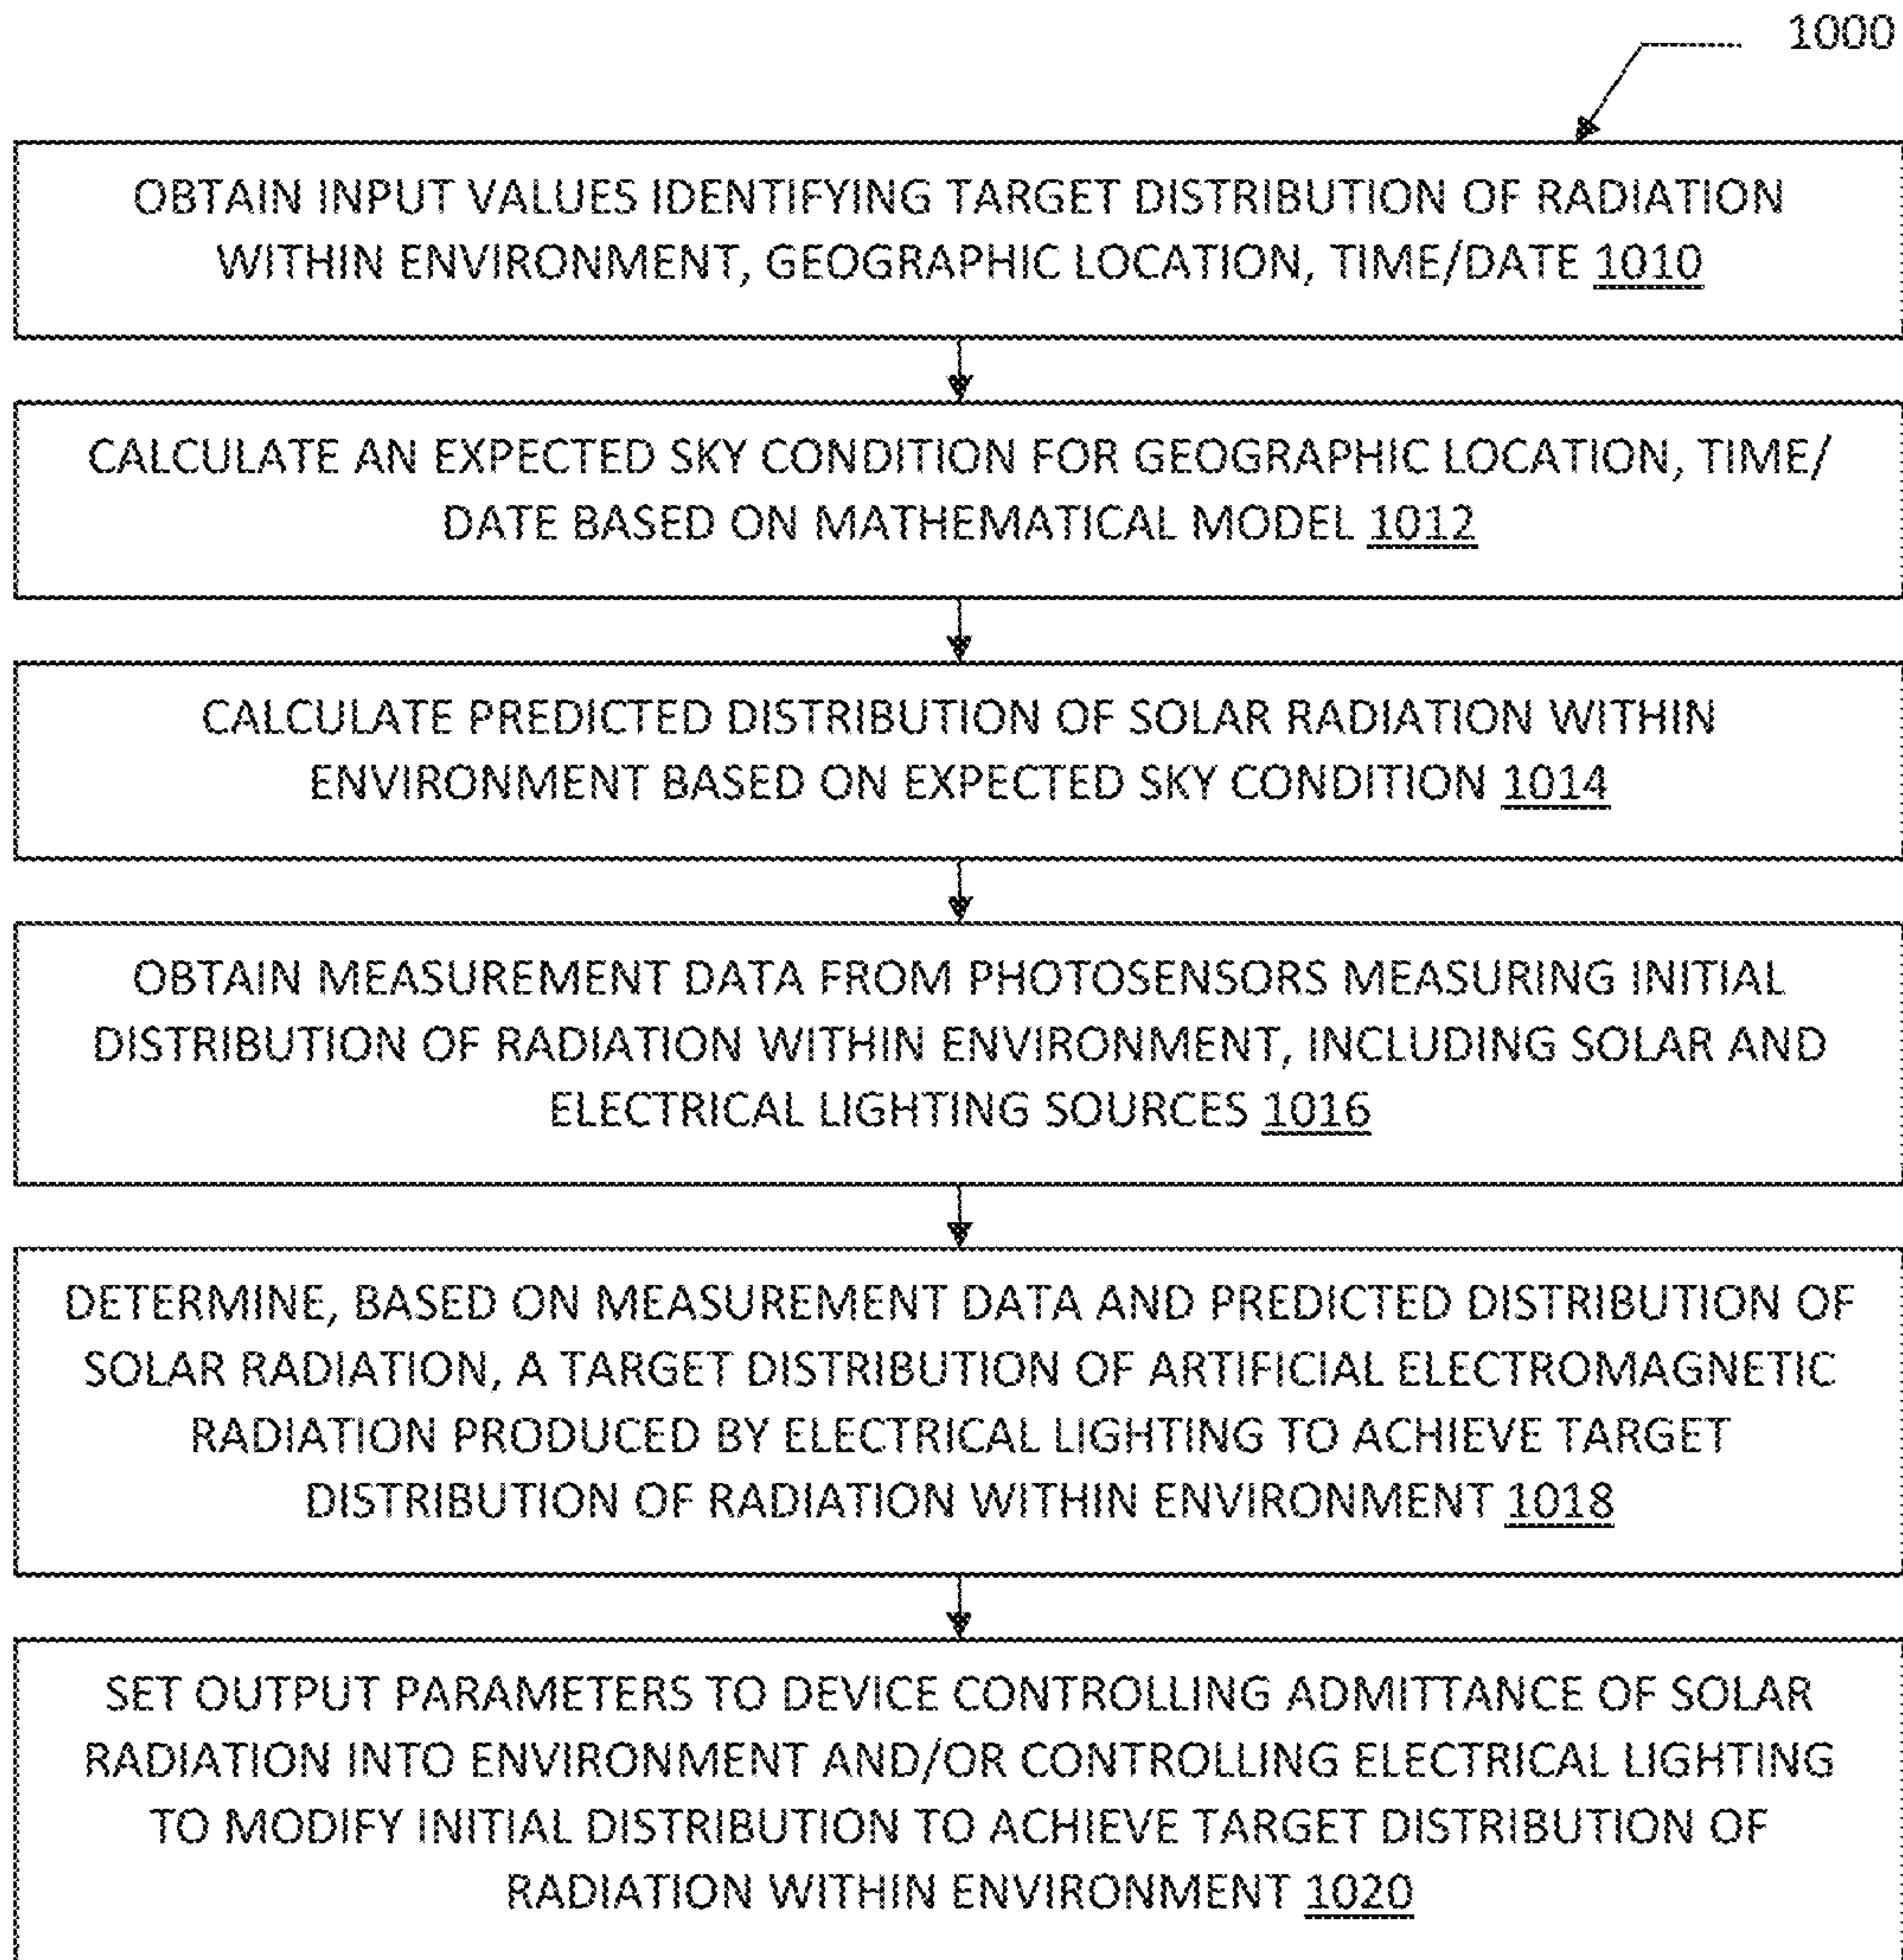 1000
OBTAIN INPUT VALUES IDENTIFYING TARGET DISTRIBUTION OF RADIATION
WITHIN ENVIRONMENT, GEOGRAPHIC LOCATION, TIME/DATE 1010
CALCULATE AN EXPECTED SKY CONDITION FOR GEOGRAPHIC LOCATION, TIME/
DATE BASED ON MATHEMATICAL MODEL 1012
CALCULATE PREDICTED DISTRIBUTION OF SOLAR RADIATION WITHIN
ENVIRONMENT BASED ON EXPECTED SKY CONDITION 1014
OBTAIN MEASUREMENT DATA FROM PHOTOSENSORS MEASURING INITIAL
DISTRIBUTION OF RADIATION WITHIN ENVIRONMENT, INCLUDING SOLAR AND
ELECTRICAL LIGHTING SOURCES 1016
DETERMINE, BASED ON MEASUREMENT DATA AND PREDICTED DISTRIBUTION OF
SOLAR RADIATION, A TARGET DISTRIBUTION OF ARTIFICIAL ELECTROMAGNETIC
RADIATION PRODUCED BY ELECTRICAL LIGHTING TO ACHIEVE TARGET
DISTRIBUTION OF RADIATION WITHIN ENVIRONMENT 1018
SET OUTPUT PARAMETERS TO DEVICE CONTROLLING ADMITTANCE OF SOLAR
RADIATION INTO ENVIRONMENT AND/OR CONTROLLING ELECTRICAL LIGHTING
TO MODIFY INITIAL DISTRIBUTION TO ACHIEVE TARGET DISTRIBUTION OF
RADIATION WITHIN ENVIRONMENT 1020